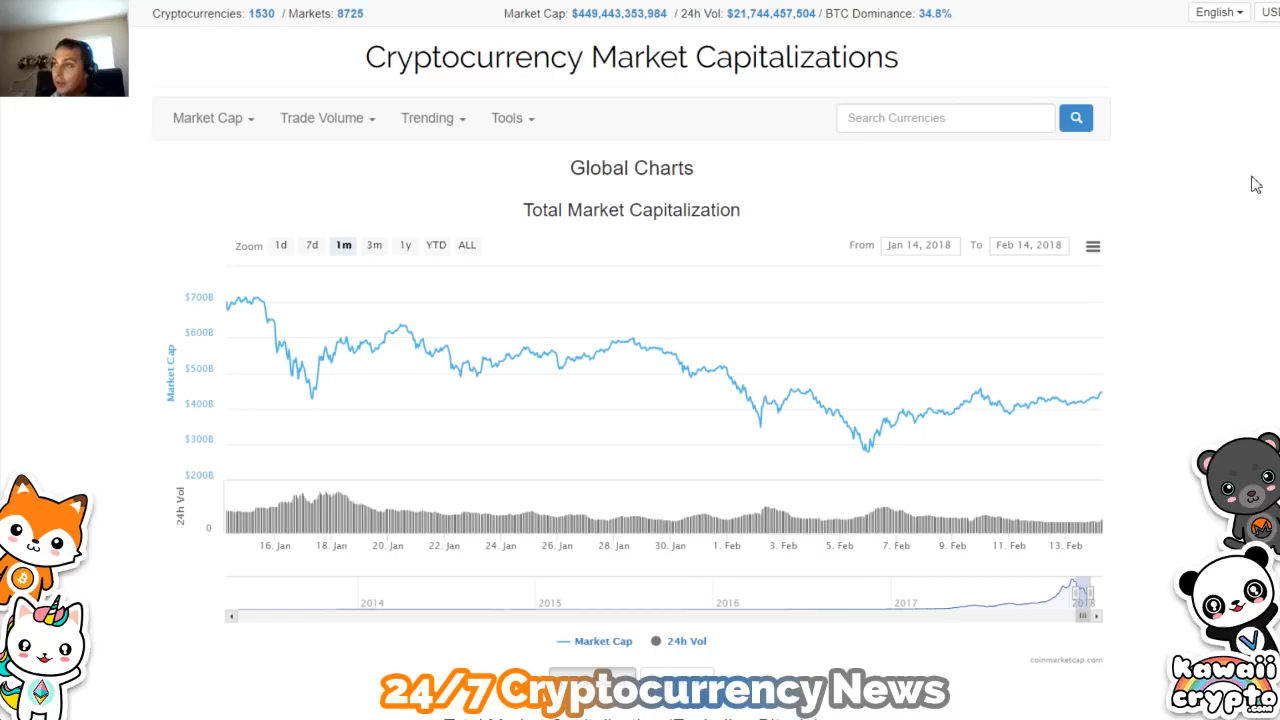 Cryptocurrencies: 1530 / Markets: 8725 Market Cap: $449,443,353,984 / 24h Vol: $21,744,457,504 / BTC Dominance: 34.8% English
Cryptocurrency Market Capitalizations
Market Cap Trade Volume Trending Tools Search Currencies
Global Charts
Total Market Capitalization
Zoom 1d 7d 1m 3m 1y YTD ALL From Jan 14, 2018 To Feb 14, 2018
$700B
$600B
$500B
$400B
$300B
$200B
Market Cap
24h Vol
0
16. Jan 18. Jan 20. Jan 22. Jan 24. Jan 26. Jan 28. Jan 30. Jan 1. Feb 3. Feb 5. Feb 7. Feb 9. Feb 11. Feb 13. Feb
2014 2015 2016 2017 2018
Market Cap 24h Vol
coinmarketcap.com
24/7 Cryptocurrency News
kawaii
crypto
.com